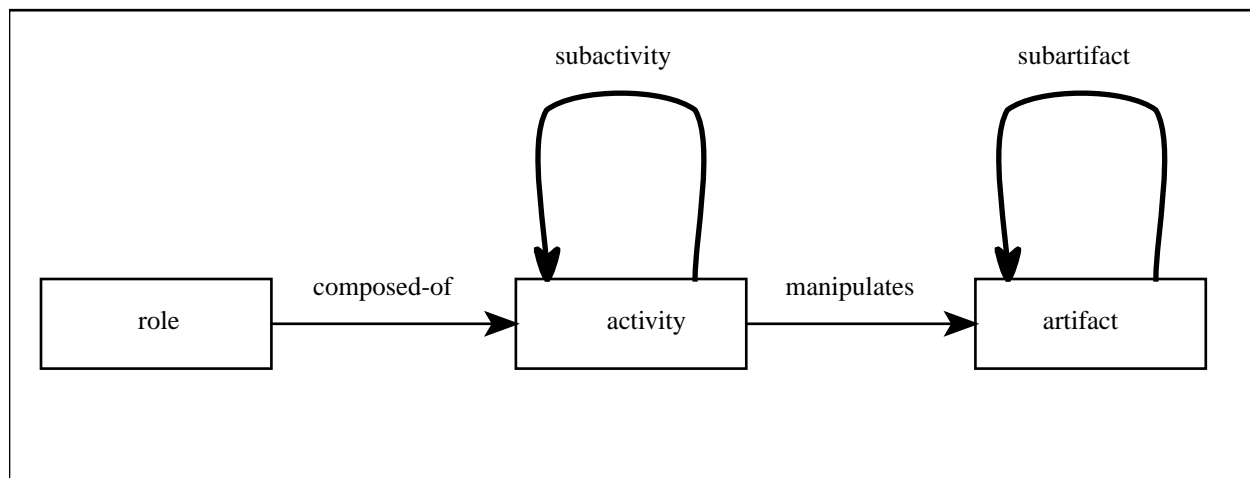 subactivity
subartifact
composed-of
manipulates
role
activity
artifact